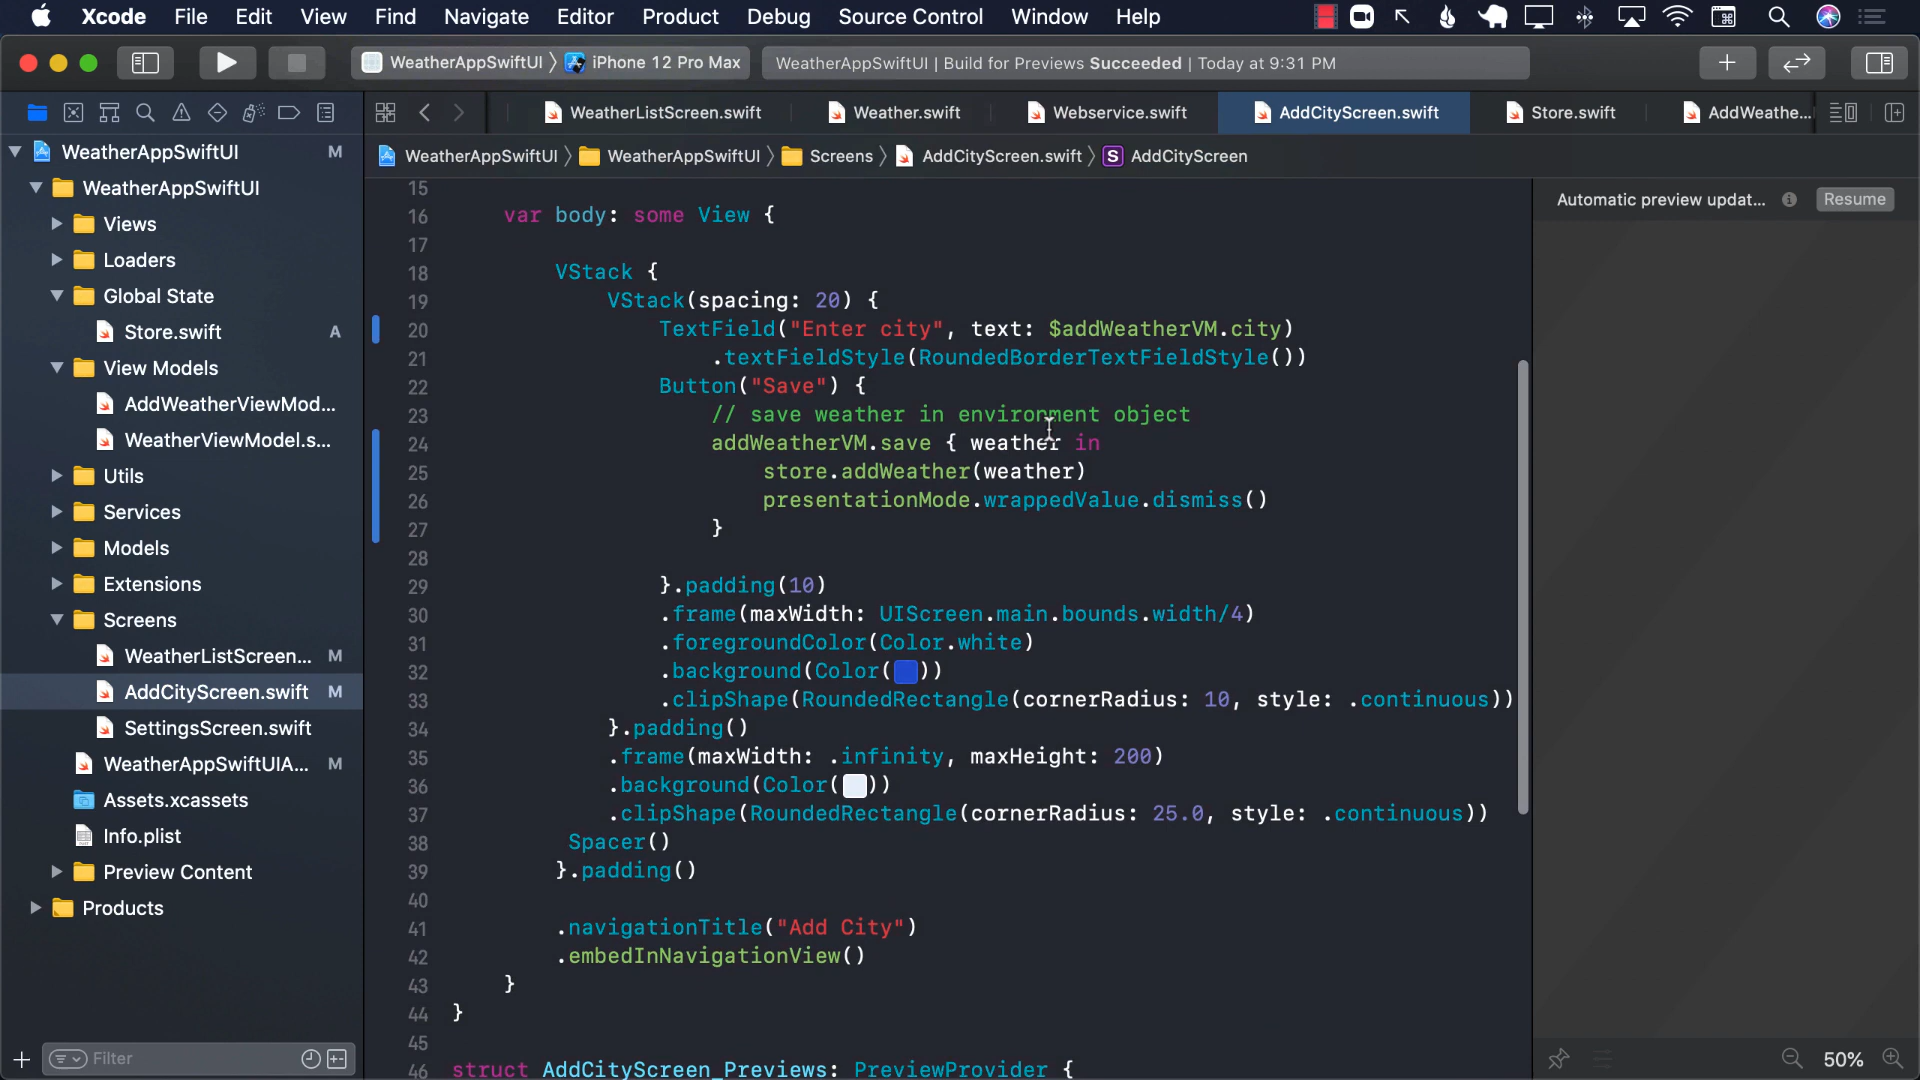 Xcode File Edit View Find Navigate Editor Product Debug Source Control Window Help
WeatherAppSwiftUI 〉 iPhone 12 Pro Max
WeatherAppSwiftUI | Build for Previews Succeeded | Today at 9:31 PM
WeatherListScreen.swift Weather.swift Webservice.swift AddCityScreen.swift Store.swift AddWeathe...
WeatherAppSwiftUI 〉 WeatherAppSwiftUI 〉 Screens 〉 AddCityScreen.swift 〉 S AddCityScreen
WeatherAppSwiftUI M
WeatherAppSwiftUI
Views
Loaders
Global State
Store.swift A
View Models
AddWeatherViewMod...
WeatherViewModel.s...
Utils
Services
Models
Extensions
Screens
WeatherListScreen... M
AddCityScreen.swift M
SettingsScreen.swift
WeatherAppSwiftUIA... M
Assets.xcassets
Info.plist
Preview Content
Products
Filter
15
16 var body: some View {
17
18 VStack {
19 VStack(spacing: 20) {
20 TextField("Enter city", text: $addWeatherVM.city)
21 .textFieldStyle(RoundedBorderTextFieldStyle())
22 Button("Save") {
23 // save weather in environment object
24 addWeatherVM.save { weather in
25 store.addWeather(weather)
26 presentationMode.wrappedValue.dismiss()
27 }
28
29 }.padding(10)
30 .frame(maxWidth: UIScreen.main.bounds.width/4)
31 .foregroundColor(Color.white)
32 .background(Color( ))
33 .clipShape(RoundedRectangle(cornerRadius: 10, style: .continuous))
34 }.padding()
35 .frame(maxWidth: .infinity, maxHeight: 200)
36 .background(Color( ))
37 .clipShape(RoundedRectangle(cornerRadius: 25.0, style: .continuous))
38 Spacer()
39 }.padding()
40
41 .navigationTitle("Add City")
42 .embedInNavigationView()
43 }
44 }
45
46 struct AddCityScreen_Previews: PreviewProvider {
Automatic preview updat... Resume
50%